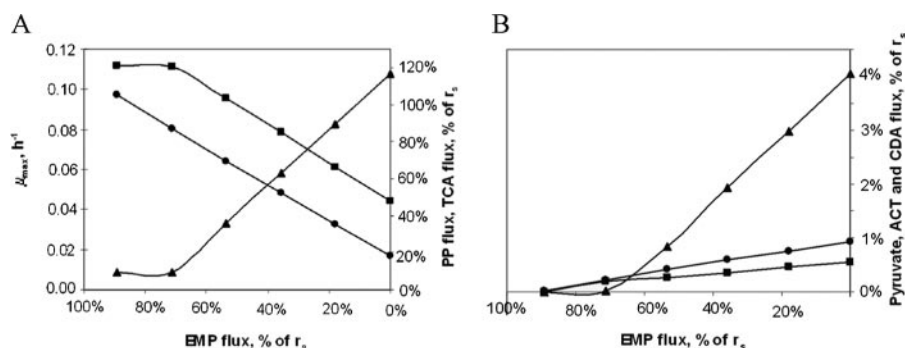 A
μmax, h-1
0.12
0.10
0.08
0.06
0.04
0.02
0.00
100% 80% 60% 40% 20% 0%
EMP flux, % of rs
120%
100%
80%
60%
40%
20%
0%
PP flux, TCA flux, % of rs
B
100% 80% 60% 40% 20%
EMP flux, % of rs
4%
3%
2%
1%
0%
Pyruvate, ACT and CDA flux, % of rs